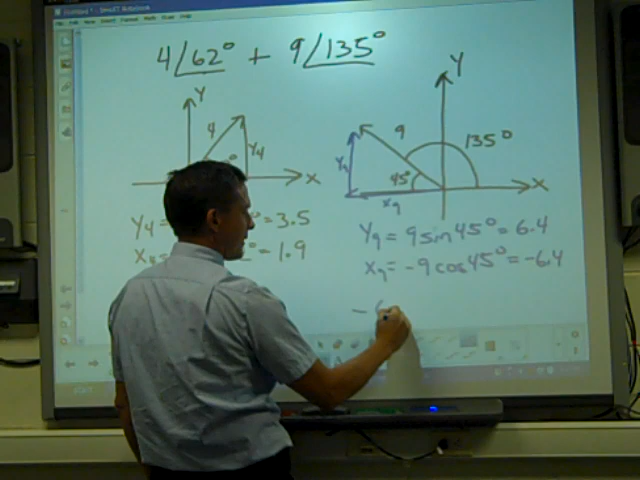 4∠62° + 9∠135°
Y
4
Y₄
°
X
Y₄ = ° = 3.5
° = 1.9
Y
9
135°
Y₉
45°
X
X₉
Y₉ = 9 sin 45° = 6.4
X₉ = -9 cos 45° = -6.4
-